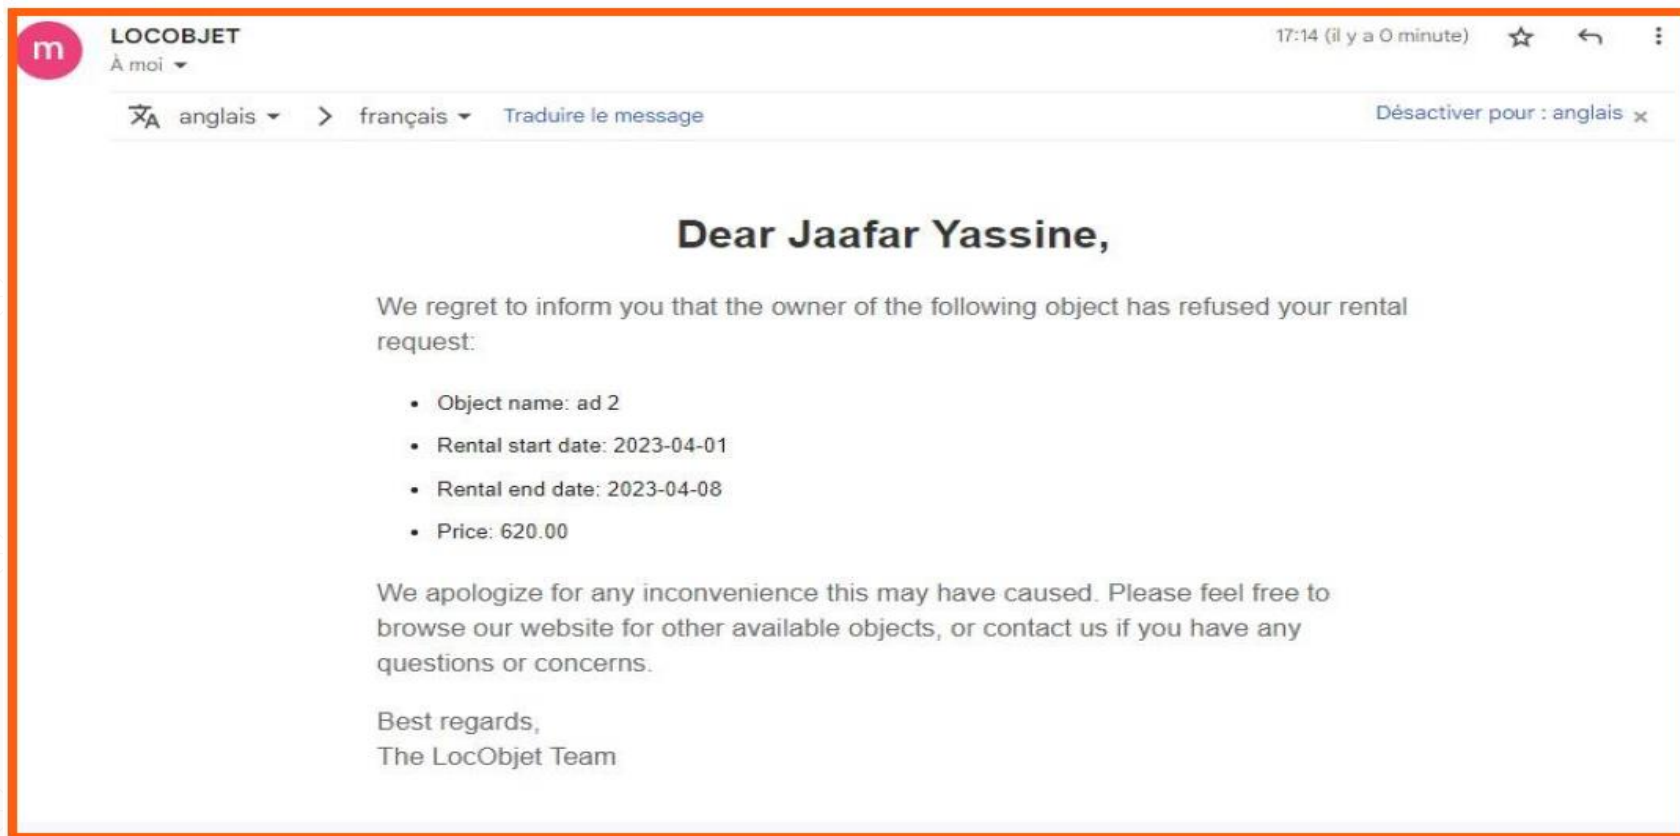 m
LOCOBJET
17:14 (il y a 0 minute)
À moi
anglais > français Traduire le message Désactiver pour : anglais ×
Dear Jaafar Yassine,
We regret to inform you that the owner of the following object has refused your rental
request:
• Object name: ad 2
• Rental start date: 2023-04-01
• Rental end date: 2023-04-08
• Price: 620.00
We apologize for any inconvenience this may have caused. Please feel free to
browse our website for other available objects, or contact us if you have any
questions or concerns.
Best regards,
The LocObjet Team